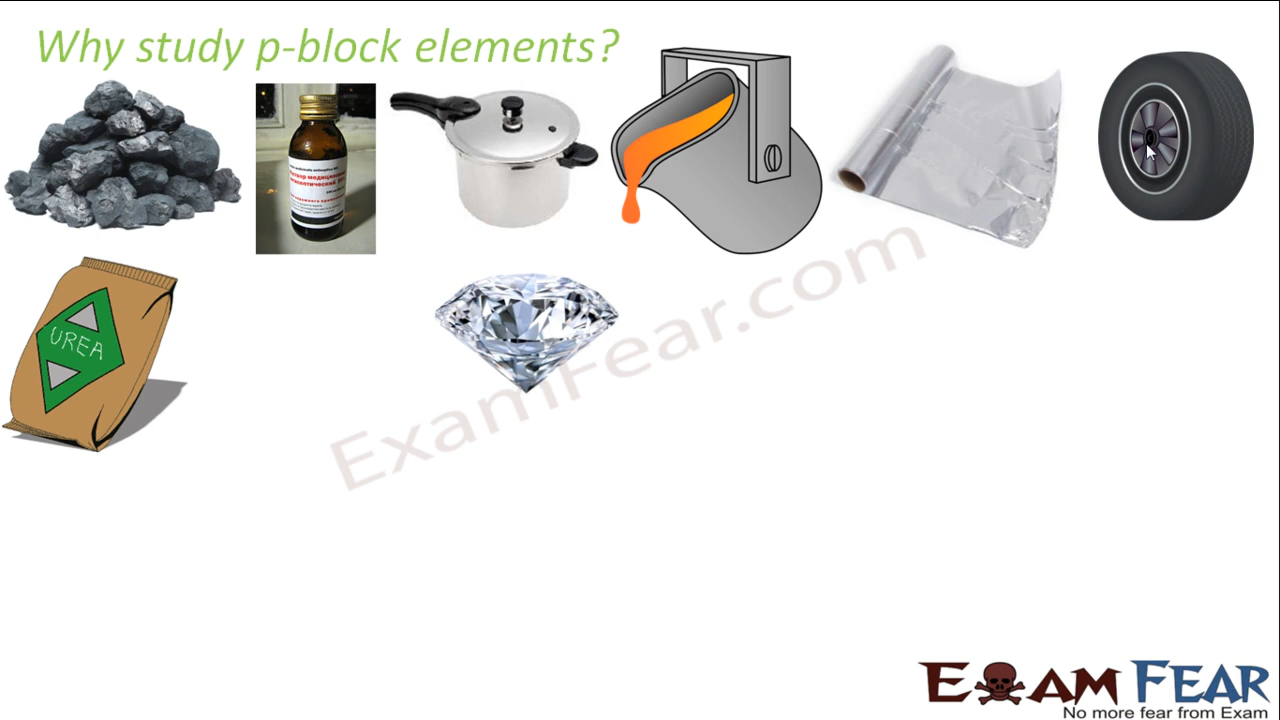 Why study p-block elements?
UREA
ExamFear.com
EXAM FEAR
No more fear from Exam